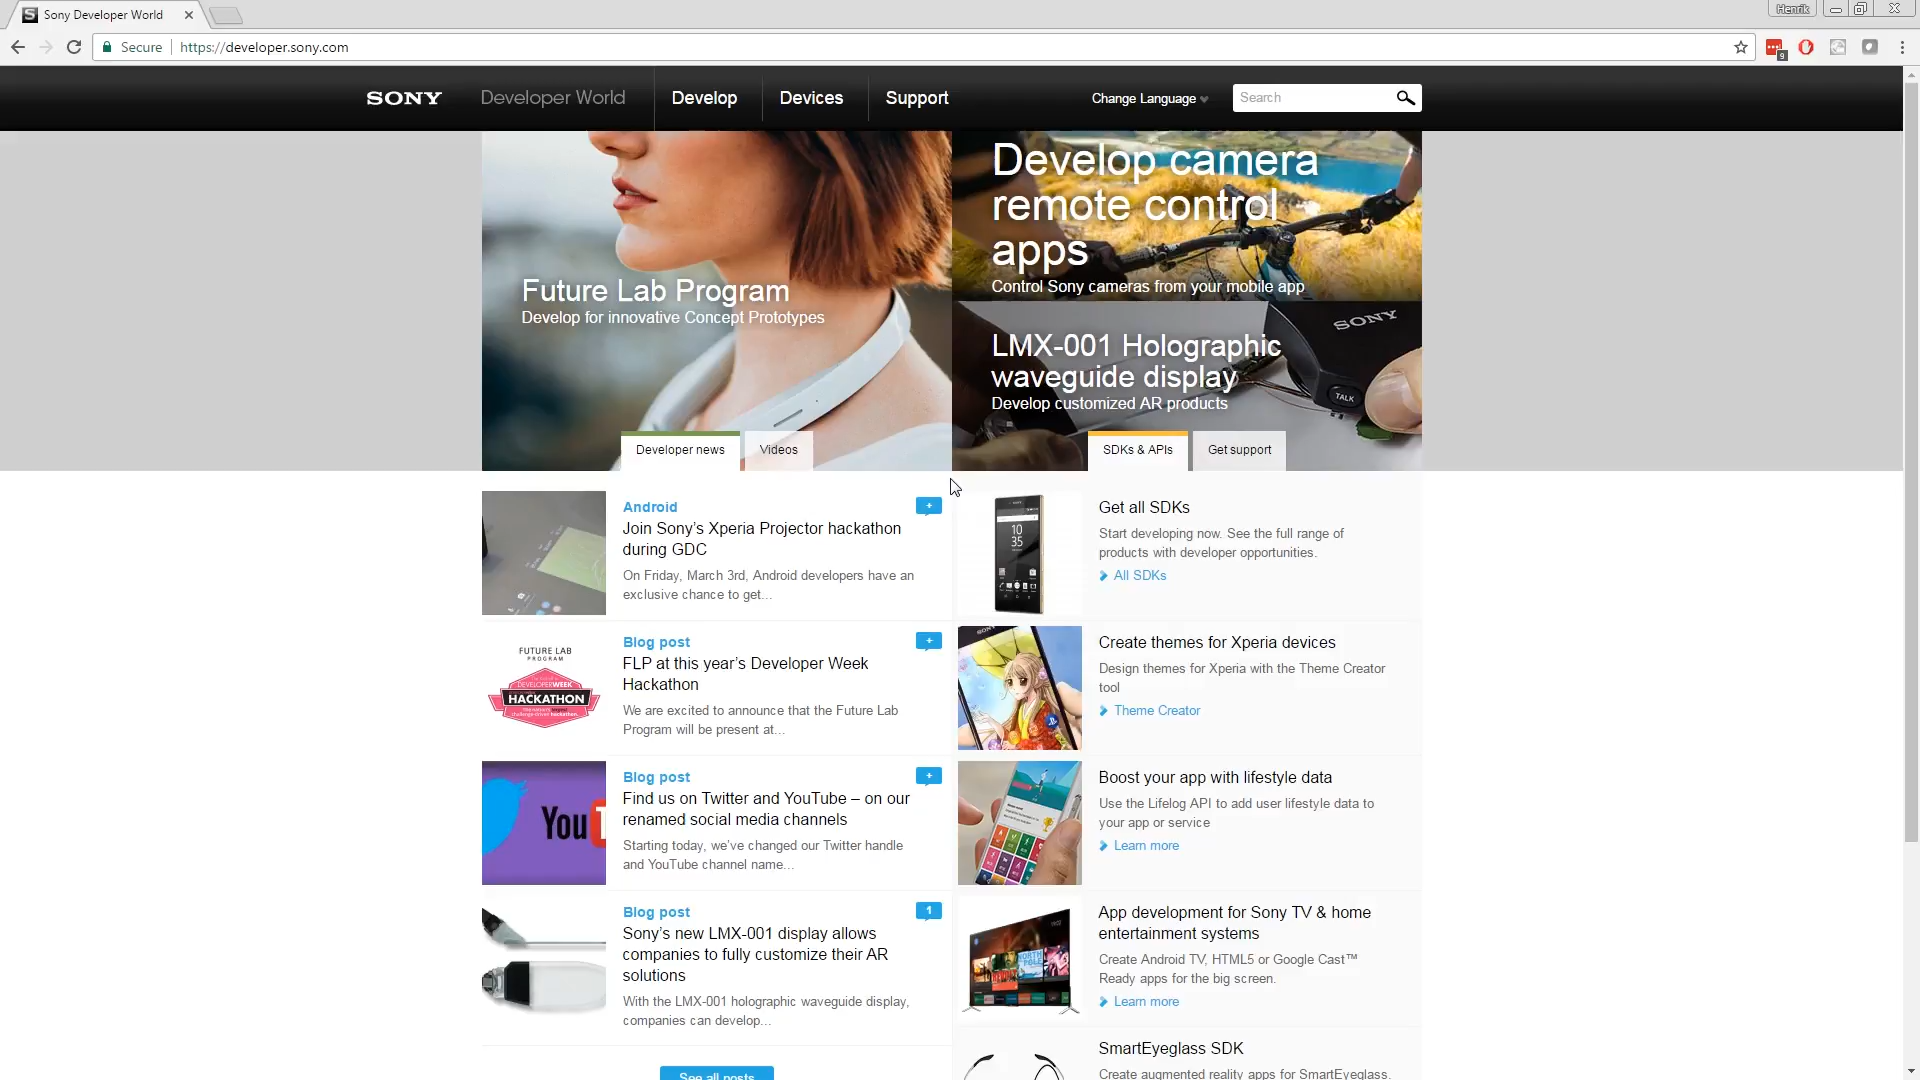 Sony Developer World
Henrik
Secure
https://developer.sony.com
9
SONY
Developer World
Develop
Devices
Support
Change Language
Search
Future Lab Program
Develop for innovative Concept Prototypes
Develop camera
remote control
apps
Control Sony cameras from your mobile app
SONY
TALK
LMX-001 Holographic
waveguide display
Develop customized AR products
Developer news
Videos
SDKs & APIs
Get support
Android
+
Join Sony’s Xperia Projector hackathon
during GDC
On Friday, March 3rd, Android developers have an
exclusive chance to get...
FUTURE LAB
PROGRAM
DEVELOPERWEEK
HACKATHON
Blog post
+
FLP at this year’s Developer Week
Hackathon
We are excited to announce that the Future Lab
Program will be present at...
You
Blog post
+
Find us on Twitter and YouTube – on our
renamed social media channels
Starting today, we’ve changed our Twitter handle
and YouTube channel name...
Blog post
1
Sony’s new LMX-001 display allows
companies to fully customize their AR
solutions
With the LMX-001 holographic waveguide display,
companies can develop...
See all posts
10
35
Get all SDKs
Start developing now. See the full range of
products with developer opportunities.
All SDKs
SONY
Create themes for Xperia devices
Design themes for Xperia with the Theme Creator
tool
Theme Creator
Boost your app with lifestyle data
Use the Lifelog API to add user lifestyle data to
your app or service
Learn more
NORTH
POLE
App development for Sony TV & home
entertainment systems
Create Android TV, HTML5 or Google Cast™
Ready apps for the big screen.
Learn more
SmartEyeglass SDK
Create augmented reality apps for SmartEyeglass.